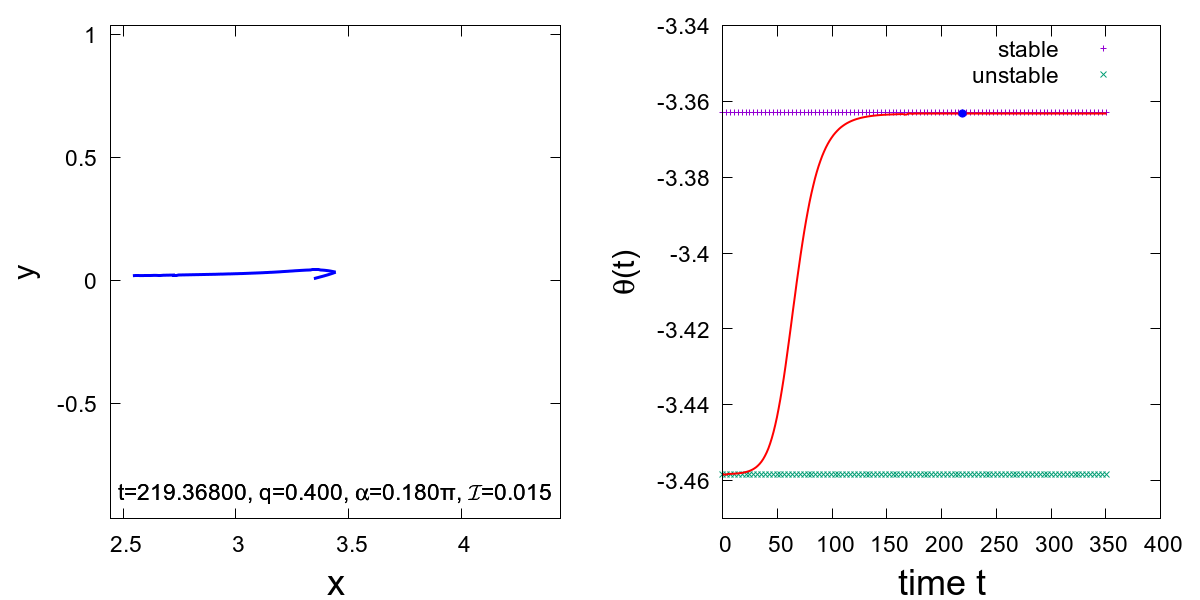 1
0.5
0
-0.5
y
t=219.36800, q=0.400, α=0.180π, ℐ=0.015
2.5 3 3.5 4
x
-3.34
-3.36
-3.38
-3.4
-3.42
-3.44
-3.46
θ(t)
stable
unstable
0 50 100 150 200 250 300 350 400
time t